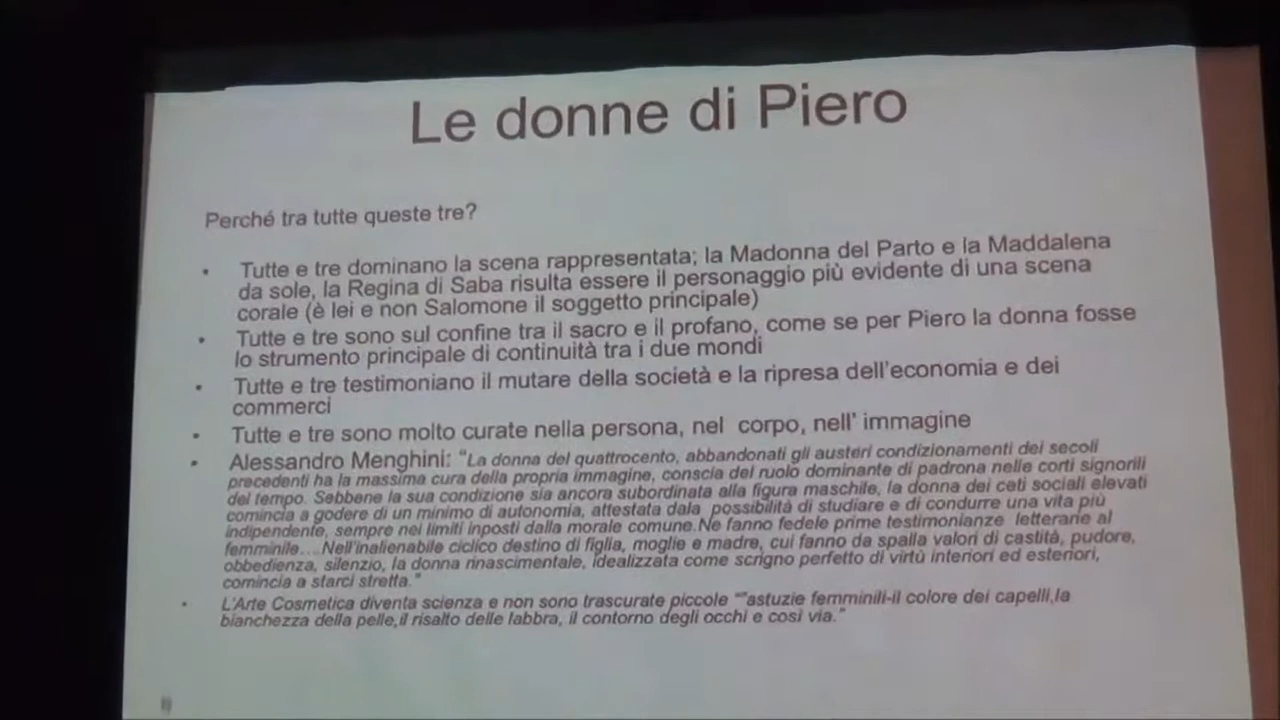 Le donne di Piero
Perché tra tutte queste tre?
• Tutte e tre dominano la scena rappresentata; la Madonna del Parto e la Maddalena
da sole, la Regina di Saba risulta essere il personaggio più evidente di una scena
corale (è lei e non Salomone il soggetto principale)
• Tutte e tre sono sul confine tra il sacro e il profano, come se per Piero la donna fosse
lo strumento principale di continuità tra i due mondi
• Tutte e tre testimoniano il mutare della società e la ripresa dell'economia e dei
commerci
• Tutte e tre sono molto curate nella persona, nel corpo, nell' immagine
• Alessandro Menghini: "La donna del quattrocento, abbandonati gli austeri condizionamenti dei secoli
precedenti ha la massima cura della propria immagine, conscia del ruolo dominante di padrona nelle corti signorili
del tempo. Sebbene la sua condizione sia ancora subordinata alla figura maschile, la donna dei ceti sociali elevati
comincia a godere di un minimo di autonomia, attestata dala possibilità di studiare e di condurre una vita più
indipendente, sempre nei limiti inposti dalla morale comune.Ne fanno fedele prime testimonianze letterarie al
femminile....Nell'inalienabile ciclico destino di figlia, moglie e madre, cui fanno da spalla valori di castità, pudore,
obbedienza, silenzio, la donna rinascimentale, idealizzata come scrigno perfetto di virtù interiori ed esteriori,
comincia a starci stretta."
• L'Arte Cosmetica diventa scienza e non sono trascurate piccole ""astuzie femminili-il colore dei capelli,la
bianchezza della pelle,il risalto delle labbra, il contorno degli occhi e così via."